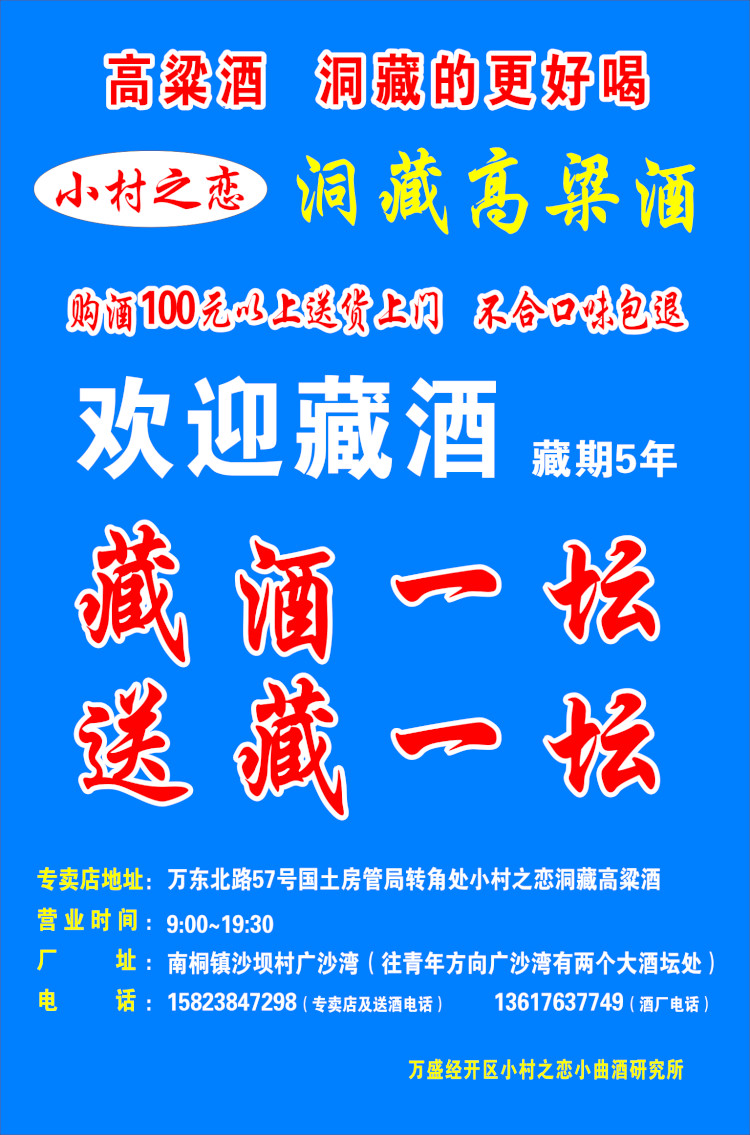 高粱酒 洞藏的更好喝
小村之恋 洞藏高粱酒
购酒100元以上送货上门 不合口味包退
欢迎藏酒 藏期5年
藏酒一坛
送藏一坛
专卖店地址：万东北路57号国土房管局转角处小村之恋洞藏高粱酒
营业时间：9:00~19:30
厂 址：南桐镇沙坝村广沙湾（往青年方向广沙湾有两个大酒坛处）
电 话：15823847298（专卖店及送酒电话） 13617637749（酒厂电话）
万盛经开区小村之恋小曲酒研究所